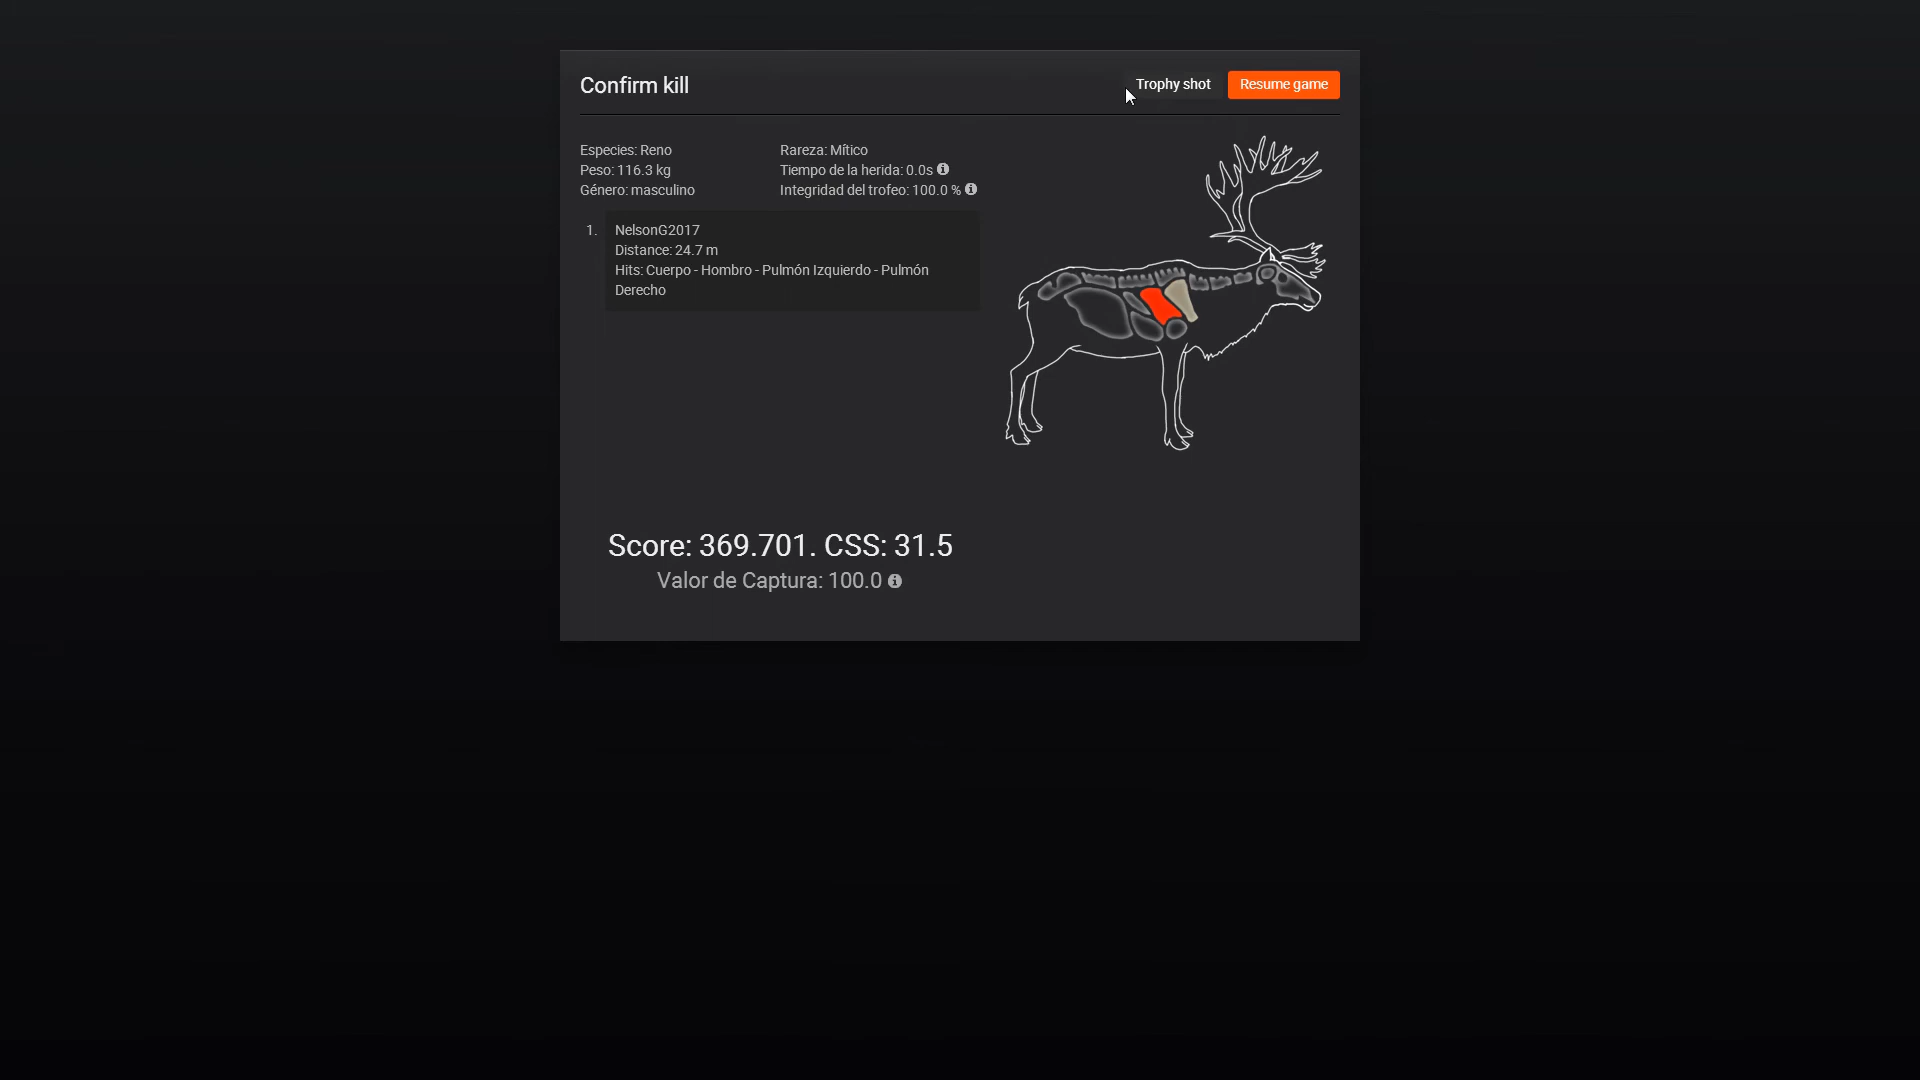 Confirm kill
Trophy shot
Resume game
Especies: Reno
Peso: 116.3 kg
Género: masculino
Rareza: Mítico
Tiempo de la herida: 0.0s
Integridad del trofeo: 100.0 %
1.
NelsonG2017
Distance: 24.7 m
Hits: Cuerpo - Hombro - Pulmón Izquierdo - Pulmón
Derecho
Score: 369.701. CSS: 31.5
Valor de Captura: 100.0